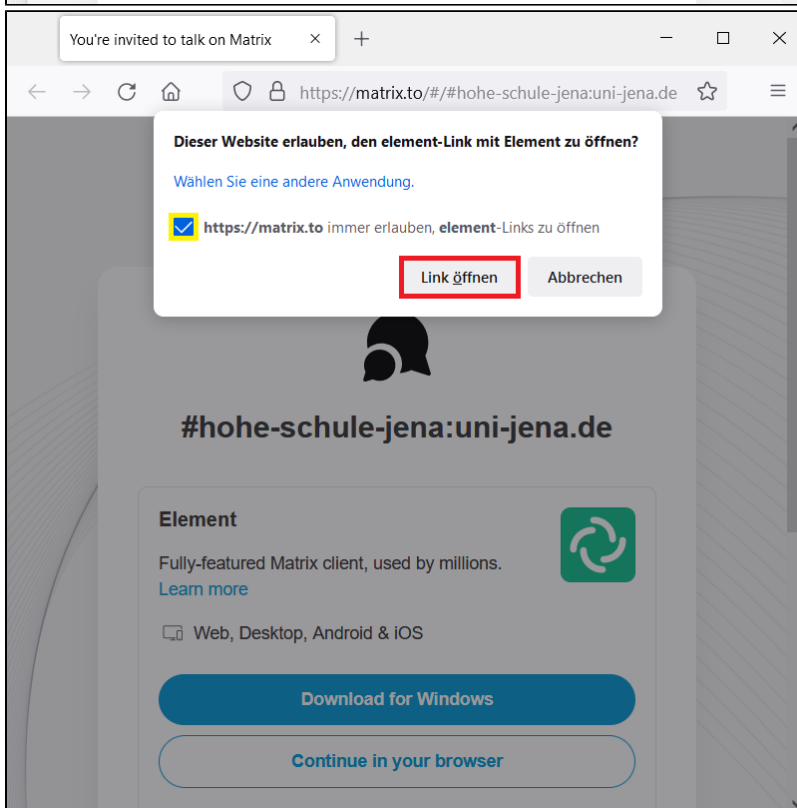 You're invited to talk on Matrix
https://matrix.to/#/#hohe-schule-jena:uni-jena.de
Dieser Website erlauben, den element-Link mit Element zu öffnen?
Wählen Sie eine andere Anwendung.
https://matrix.to immer erlauben, element-Links zu öffnen
Link öffnen Abbrechen
#hohe-schule-jena:uni-jena.de
Element
Fully-featured Matrix client, used by millions.
Learn more
Web, Desktop, Android & iOS
Download for Windows
Continue in your browser